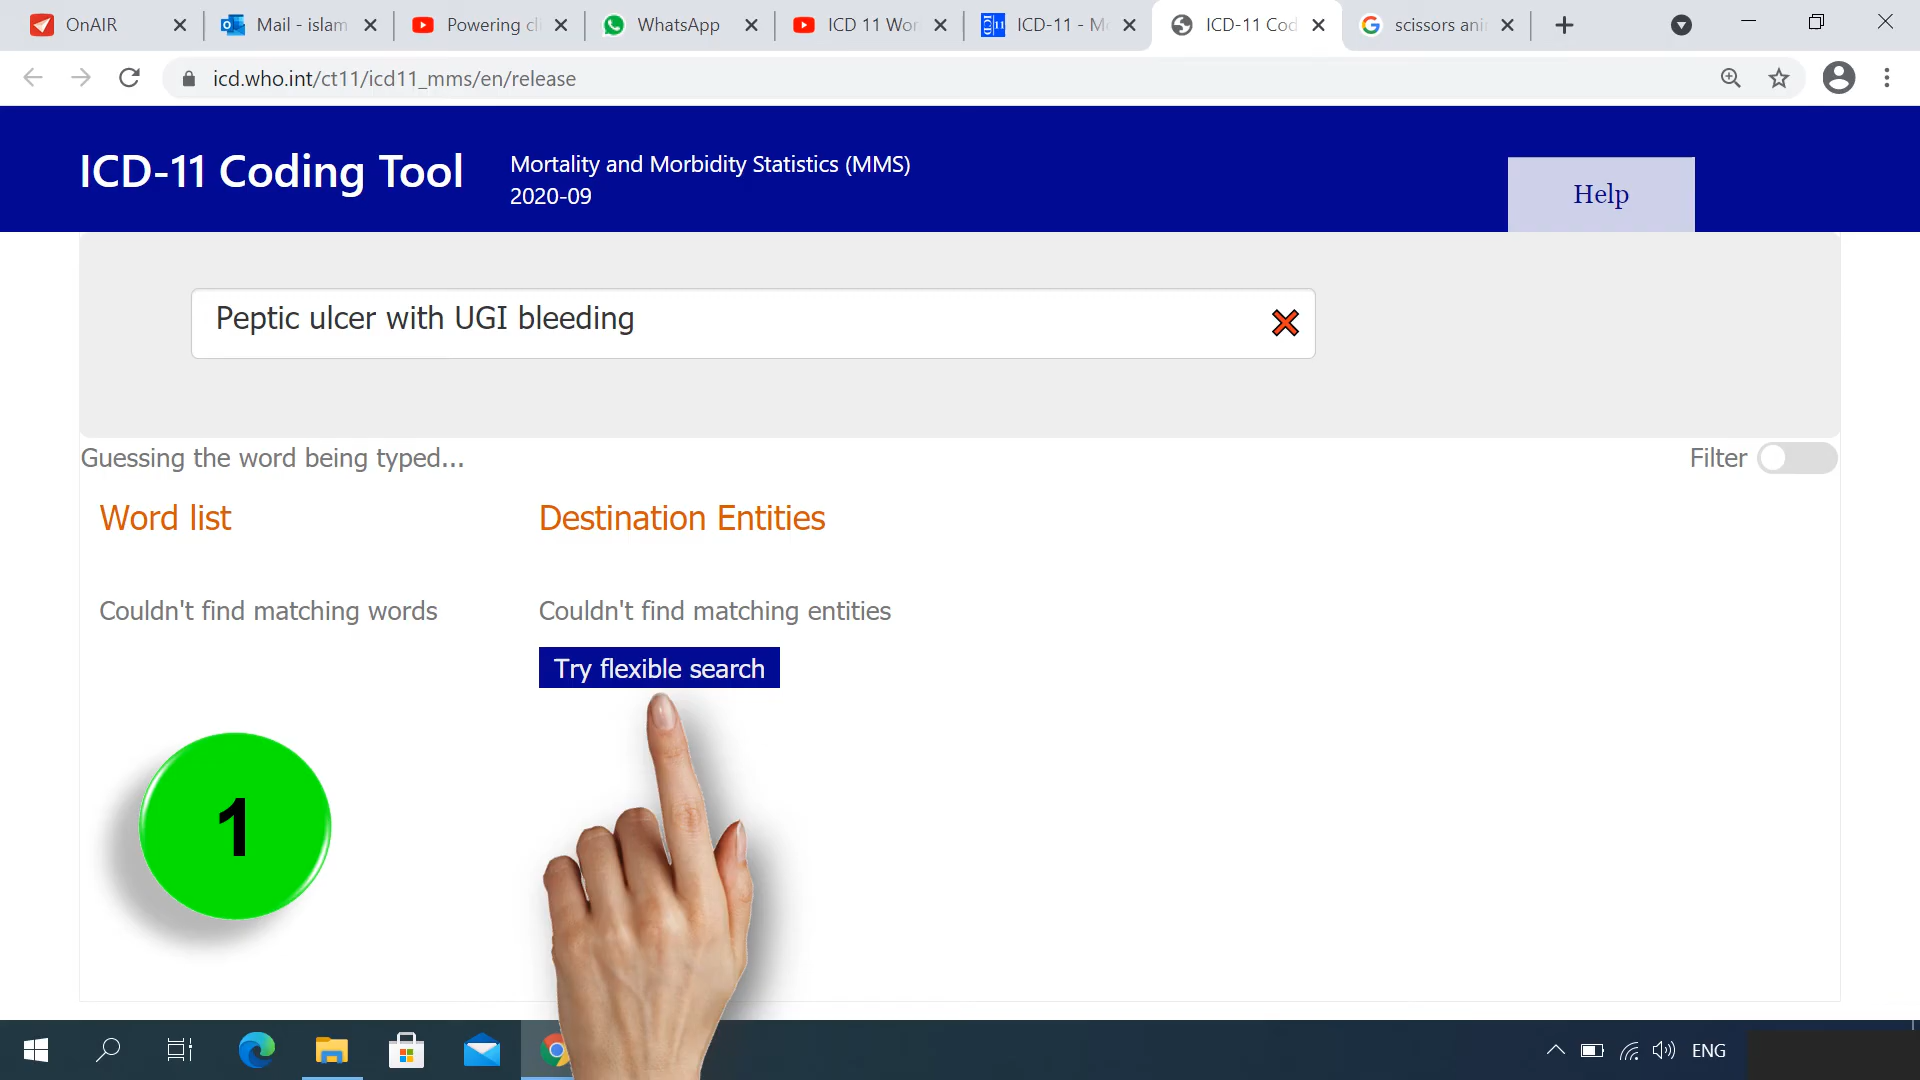 OnAIR
Mail - islam
Powering cli
WhatsApp
ICD 11 Wor
ICD-11 - M
ICD-11 Cod
scissors ani
icd.who.int/ct11/icd11_mms/en/release
ICD-11 Coding Tool
Mortality and Morbidity Statistics (MMS)
2020-09
Help
Peptic ulcer with UGI bleeding
Guessing the word being typed...
Filter
Word list
Destination Entities
Couldn't find matching words
Couldn't find matching entities
Try flexible search
1
ENG